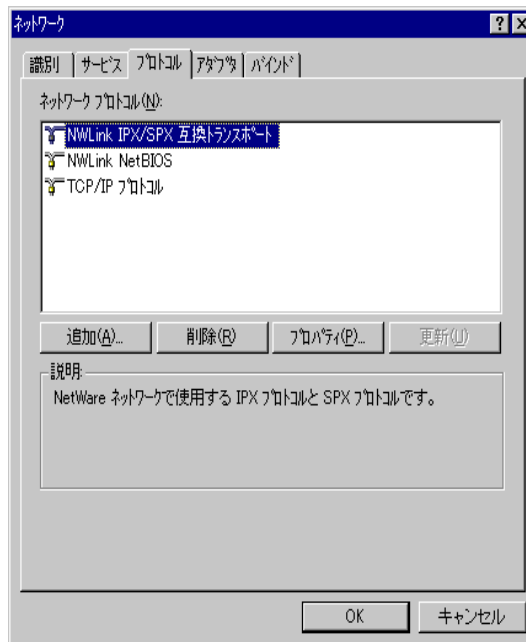 ネットワーク
識別 サービス プロトコル アダプタ バインド
ネットワーク プロトコル(N):
NWLink IPX/SPX 互換トランスポート
NWLink NetBIOS
TCP/IP プロトコル
追加(A)... 削除(R) プロパティ(P)... 更新(U)
説明:
NetWare ネットワークで使用する IPX プロトコルと SPX プロトコルです。
OK キャンセル